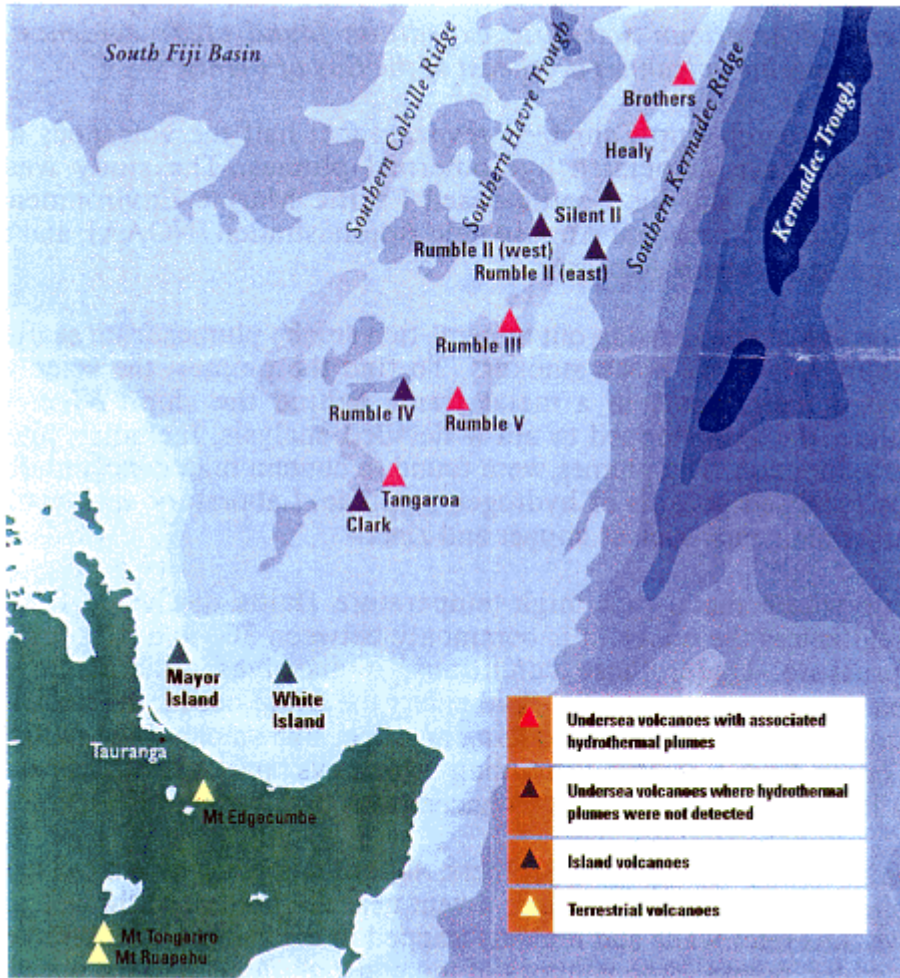 South Fiji Basin
Southern Colville Ridge
Southern Havre Trough
Southern Kermadec Ridge
Kermadec Trough
Brothers
Healy
Silent II
Rumble II (west)
Rumble II (east)
Rumble III
Rumble IV
Rumble V
Tangaroa
Clark
Mayor
Island
White
Island
Tauranga
Mt Edgecumbe
Mt Tongariro
Mt Ruapehu
Undersea volcanoes with associated
hydrothermal plumes
Undersea volcanoes where hydrothermal
plumes were not detected
Island volcanoes
Terrestrial volcanoes